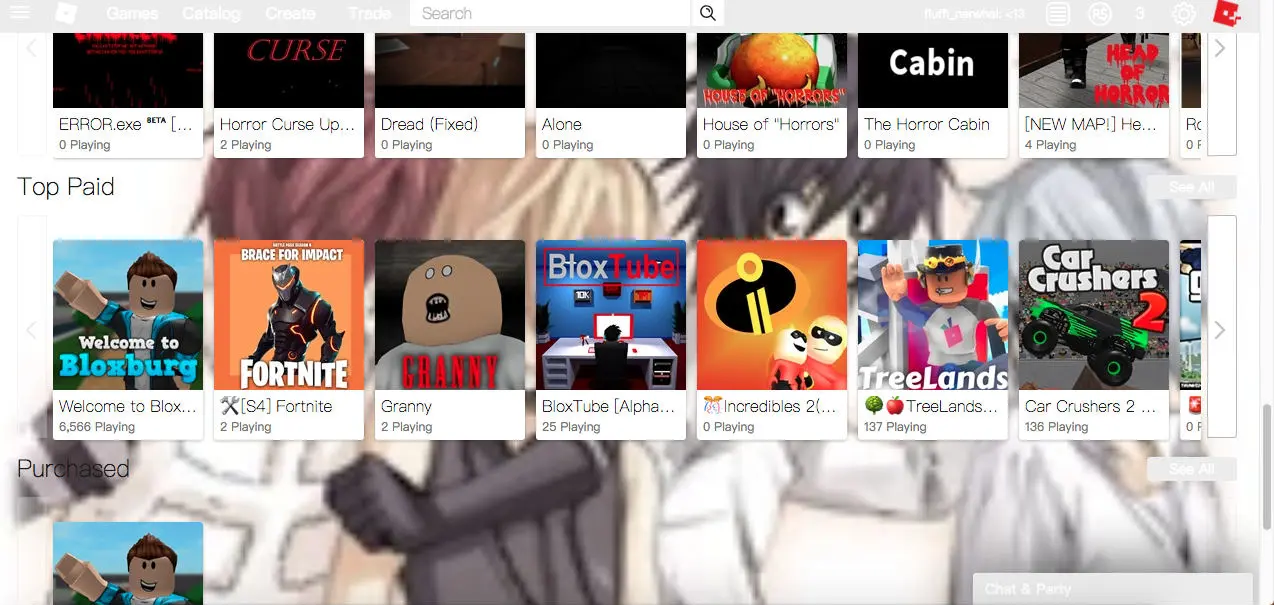 Games Catalog Create Trade Search
fluffi_narwhal: <13 R$ 3
CURSE
HOUSE OF "HORRORS"
Cabin
HEAD OF HORROR
ERROR.exe BETA [...
0 Playing
Horror Curse Up...
2 Playing
Dread (Fixed)
0 Playing
Alone
0 Playing
House of "Horrors"
0 Playing
The Horror Cabin
0 Playing
[NEW MAP!] He...
4 Playing
Top Paid
See All
Welcome to
Bloxburg
BRACE FOR IMPACT
FORTNITE
GRANNY
BloxTube
10K
TreeLands
Car
Crushers
2
Welcome to Blox...
6,566 Playing
🛠[S4] Fortnite
2 Playing
Granny
2 Playing
BloxTube [Alpha...
25 Playing
Incredibles 2(...
0 Playing
🌳🍎TreeLands...
137 Playing
Car Crushers 2 ...
136 Playing
Purchased
See All
Chat & Party